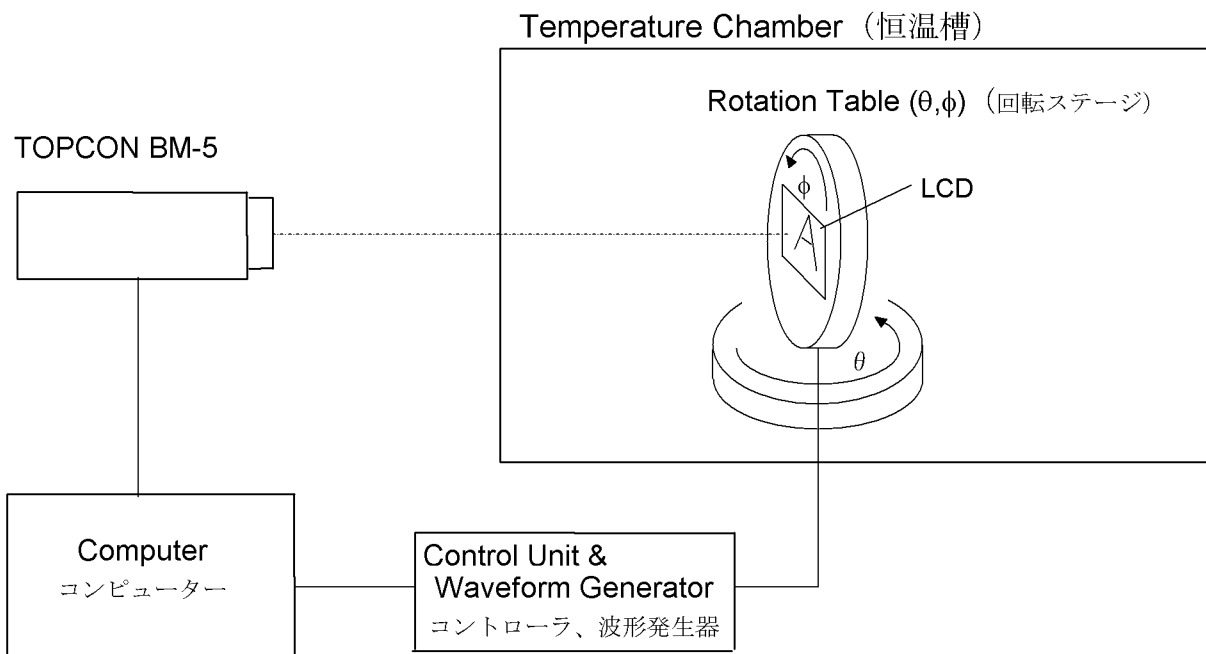 Temperature Chamber（恒温槽）
Rotation Table (θ,ϕ)（回転ステージ）
TOPCON BM-5
ϕ
LCD
A
θ
Computer
コンピューター
Control Unit &
Waveform Generator
コントローラ、波形発生器